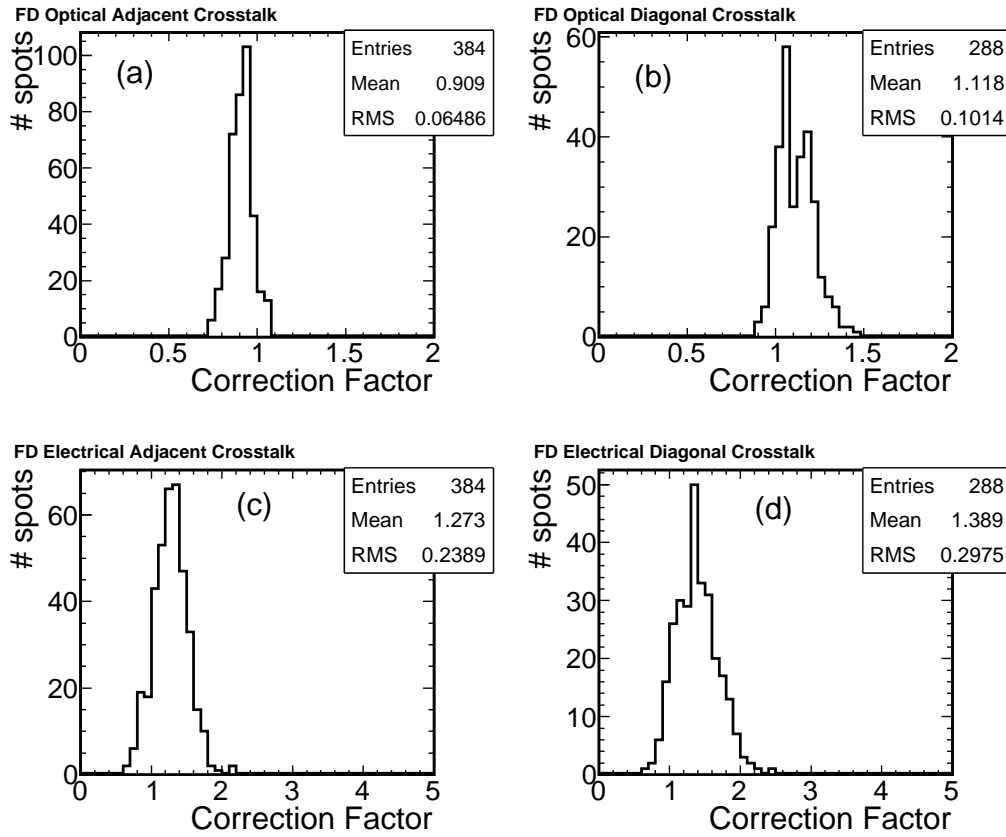 FD Optical Adjacent Crosstalk
# spots
100
80
60
40
20
0
(a)
Entries 384
Mean 0.909
RMS 0.06486
0 0.5 1 1.5 2
Correction Factor
FD Optical Diagonal Crosstalk
# spots
60
40
20
0
(b)
Entries 288
Mean 1.118
RMS 0.1014
0 0.5 1 1.5 2
Correction Factor
FD Electrical Adjacent Crosstalk
# spots
60
40
20
0
(c)
Entries 384
Mean 1.273
RMS 0.2389
0 1 2 3 4 5
Correction Factor
FD Electrical Diagonal Crosstalk
# spots
50
40
30
20
10
0
(d)
Entries 288
Mean 1.389
RMS 0.2975
0 1 2 3 4 5
Correction Factor